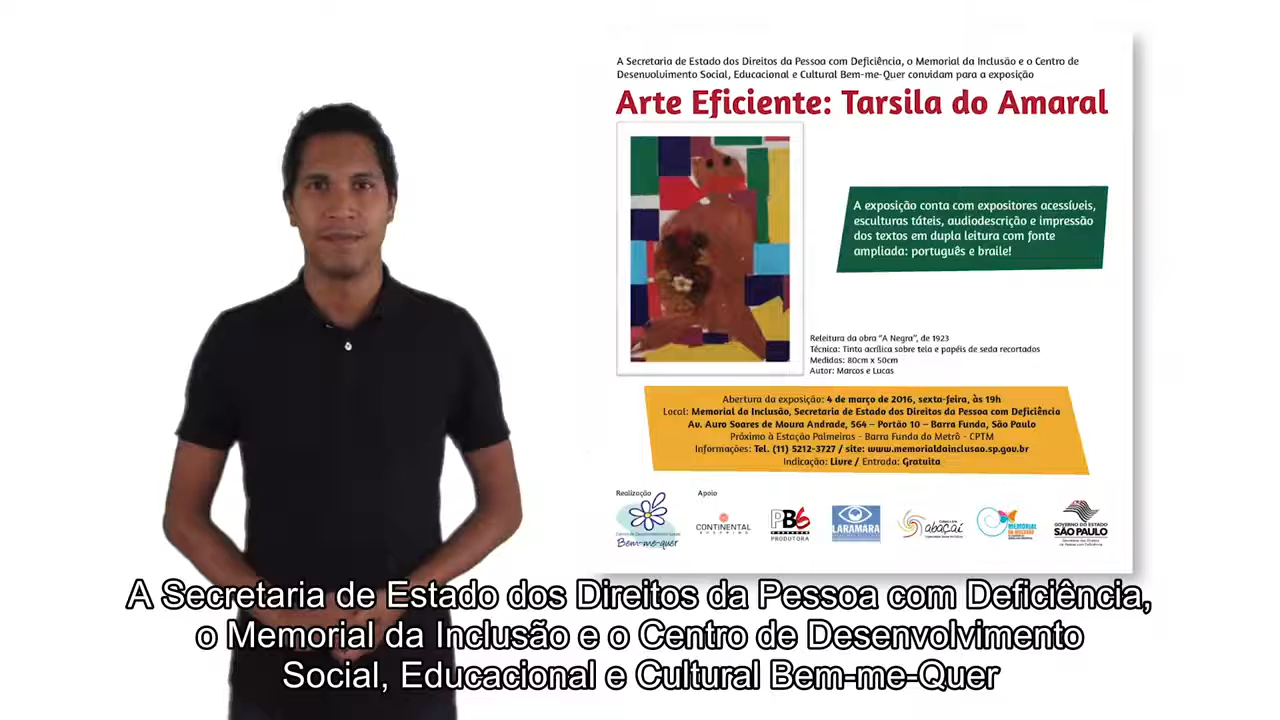 A Secretaria de Estado dos Direitos da Pessoa com Deficiência, o Memorial da Inclusão e o Centro de
Desenvolvimento Social, Educacional e Cultural Bem-me-Quer convidam para a exposição
Arte Eficiente: Tarsila do Amaral
A exposição conta com expositores acessíveis,
esculturas táteis, audiodescrição e impressão
dos textos em dupla leitura com fonte
ampliada: português e braile!
Releitura da obra “A Negra”, de 1923
Técnica: Tinta acrílica sobre tela e papéis de seda recortados
Medidas: 80cm x 50cm
Autor: Marcos e Lucas
Abertura da exposição: 4 de março de 2016, sexta-feira, às 19h
Local: Memorial da Inclusão, Secretaria de Estado dos Direitos da Pessoa com Deficiência
Av. Auro Soares de Moura Andrade, 564 – Portão 10 – Barra Funda, São Paulo
Próximo à Estação Palmeiras - Barra Funda do Metrô - CPTM
Informações: Tel. (11) 5212-3727 / site: www.memorialdainclusao.sp.gov.br
Indicação: Livre / Entrada: Gratuita
Realização
Apoio
Bem-me-quer
CONTINENTAL
SHOPPING
PB6
PRODUTORA
LARAMARA
abaçaí
MEMORIAL
DA INCLUSÃO
GOVERNO DO ESTADO
SÃO PAULO
A Secretaria de Estado dos Direitos da Pessoa com Deficiência,
o Memorial da Inclusão e o Centro de Desenvolvimento
Social, Educacional e Cultural Bem-me-Quer